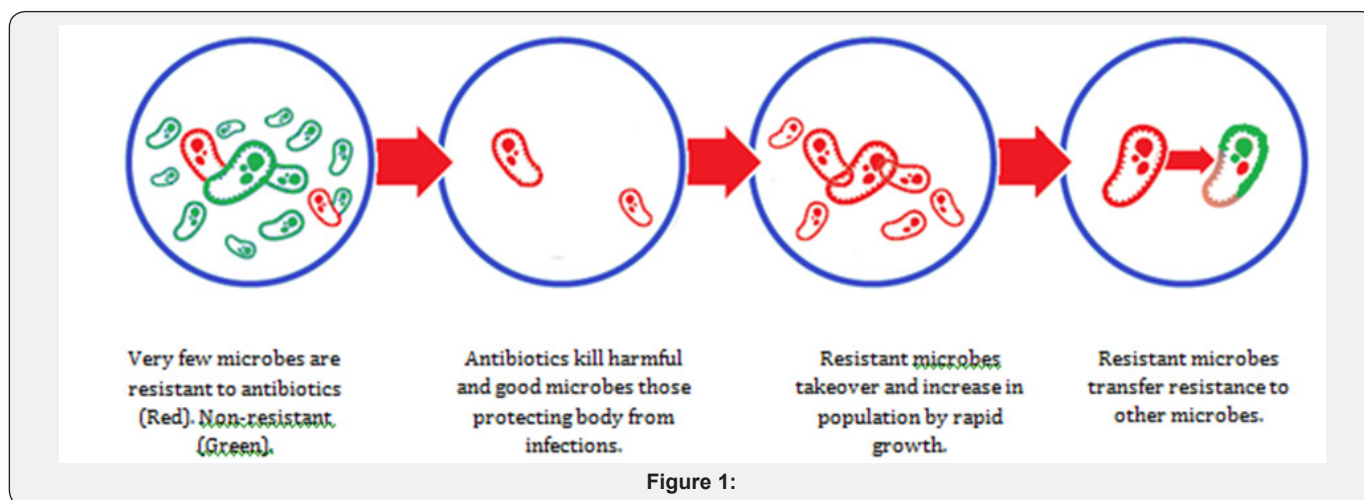 Very few microbes are
resistant to antibiotics
(Red). Non-resistant
(Green).
Antibiotics kill harmful
and good microbes those
protecting body from
infections.
Resistant microbes
takeover and increase in
population by rapid
growth.
Resistant microbes
transfer resistance to
other microbes.
Figure 1: